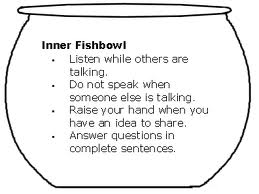 Inner Fishbowl
• Listen while others are
talking.
• Do not speak when
someone else is talking.
• Raise your hand when you
have an idea to share.
• Answer questions in
complete sentences.